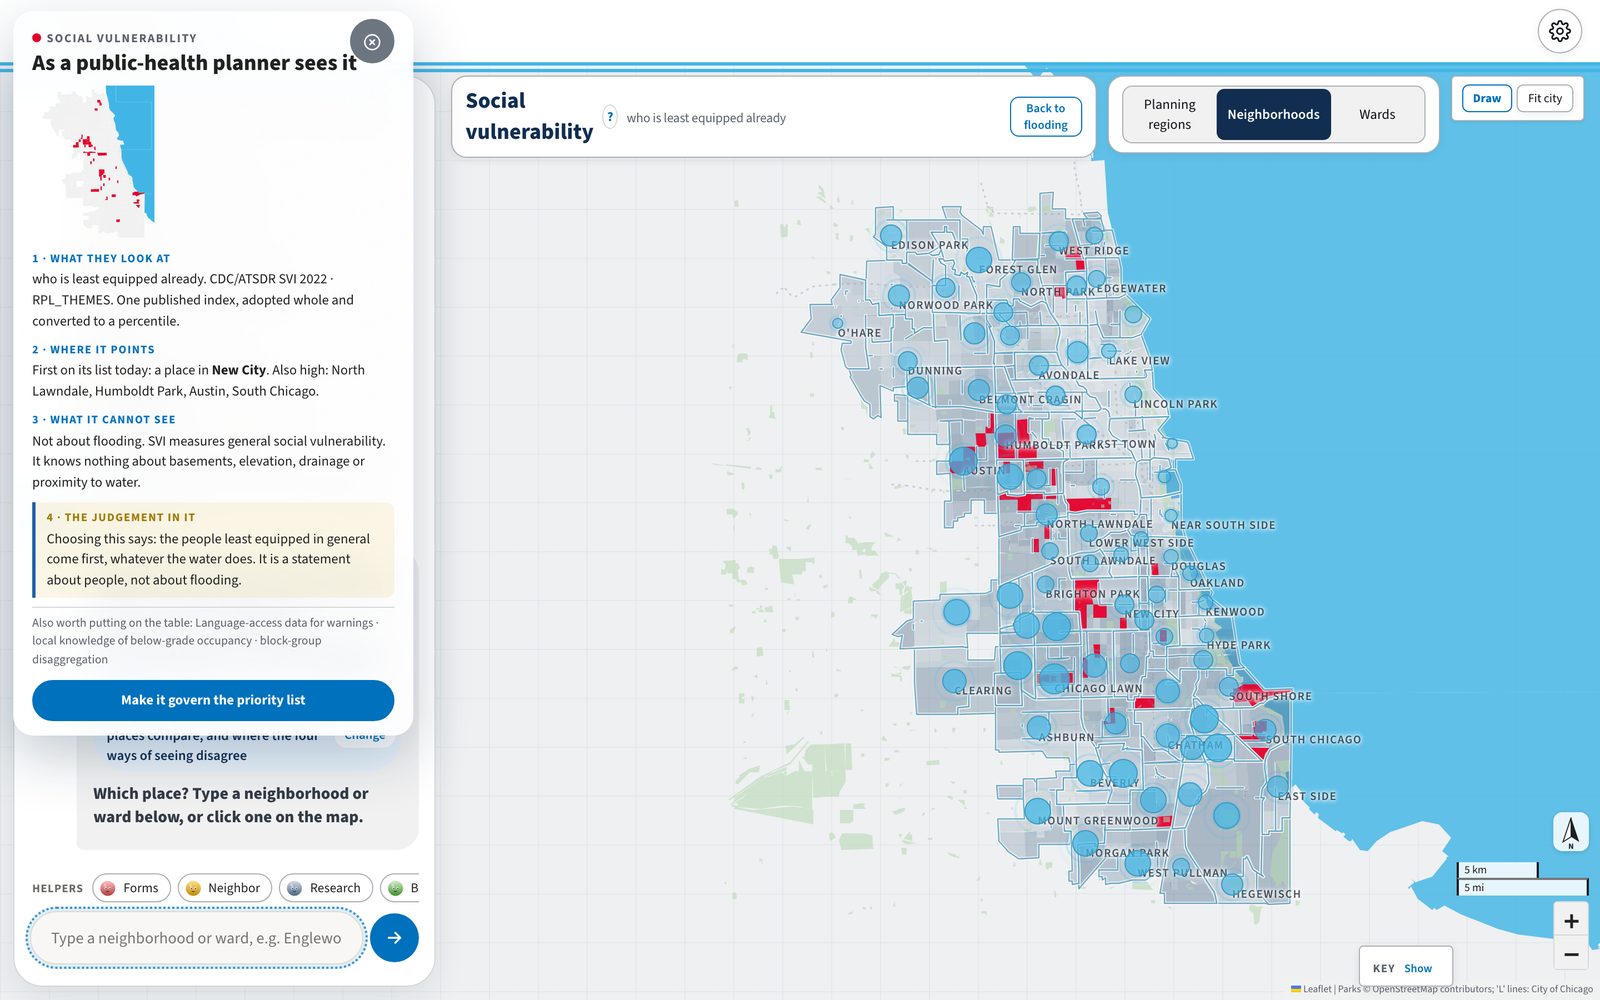 SOCIAL VULNERABILITY
As a public-health planner sees it
1 · WHAT THEY LOOK AT
who is least equipped already. CDC/ATSDR SVI 2022 ·
RPL_THEMES. One published index, adopted whole and
converted to a percentile.
2 · WHERE IT POINTS
First on its list today: a place in New City. Also high: North
Lawndale, Humboldt Park, Austin, South Chicago.
3 · WHAT IT CANNOT SEE
Not about flooding. SVI measures general social vulnerability.
It knows nothing about basements, elevation, drainage or
proximity to water.
4 · THE JUDGEMENT IN IT
Choosing this says: the people least equipped in general
come first, whatever the water does. It is a statement
about people, not about flooding.
Also worth putting on the table: Language-access data for warnings ·
local knowledge of below-grade occupancy · block-group
disaggregation
Make it govern the priority list
places compare, and where the four
ways of seeing disagree
Change
Which place? Type a neighborhood or
ward below, or click one on the map.
HELPERS
Forms
Neighbor
Research
B
Type a neighborhood or ward, e.g. Englewo
Social
vulnerability
?
who is least equipped already
Back to
flooding
Planning
regions
Neighborhoods
Wards
Draw
Fit city
EDISON PARK
WEST RIDGE
FOREST GLEN
NORTH PARK
EDGEWATER
NORWOOD PARK
O'HARE
LAKE VIEW
DUNNING
AVONDALE
BELMONT CRAGIN
LINCOLN PARK
HUMBOLDT PARK
ST TOWN
AUSTIN
NORTH LAWNDALE
NEAR SOUTH SIDE
LOWER WEST SIDE
SOUTH LAWNDALE
DOUGLAS
OAKLAND
BRIGHTON PARK
NEW CITY
KENWOOD
HYDE PARK
CLEARING
CHICAGO LAWN
SOUTH SHORE
ASHBURN
CHATHAM
SOUTH CHICAGO
BEVERLY
EAST SIDE
MOUNT GREENWOOD
MORGAN PARK
WEST PULLMAN
HEGEWISCH
N
5 km
5 mi
+
−
KEY
Show
Leaflet | Parks © OpenStreetMap contributors; 'L' lines: City of Chicago